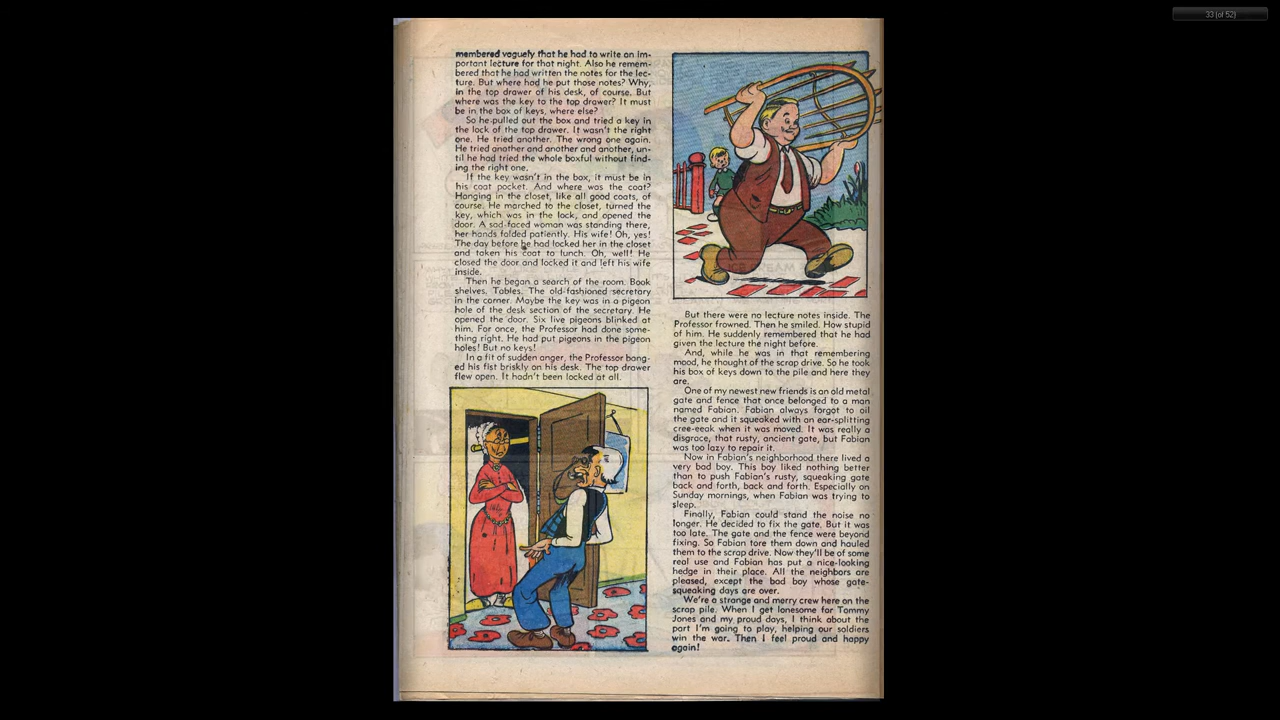 33 (of 52)
membered vaguely that he had to write an im-
portant lecture for that night. Also he remem-
bered that he had written the notes for the lec-
ture. But where had he put those notes? Why,
in the top drawer of his desk, of course. But
where was the key to the top drawer? It must
be in the box of keys, where else?
So he pulled out the box and tried a key in
the lock of the top drawer. It wasn't the right
one. He tried another. The wrong one again.
He tried another and another and another, un-
til he had tried the whole boxful without find-
ing the right one.
If the key wasn't in the box, it must be in
his coat pocket. And where was the coat?
Hanging in the closet, like all good coats, of
course. He marched to the closet, turned the
key, which was in the lock, and opened the
door. A sad-faced woman was standing there,
her hands folded patiently. His wife! Oh, yes!
The day before he had locked her in the closet
and taken his coat to lunch. Oh, well! He
closed the door and locked it and left his wife
inside.
Then he began a search of the room. Book
shelves. Tables. The old-fashioned secretary
in the corner. Maybe the key was in a pigeon
hole of the desk section of the secretary. He
opened the door. Six live pigeons blinked at
him. For once, the Professor had done some-
thing right. He had put pigeons in the pigeon
holes! But no keys!
In a fit of sudden anger, the Professor bang-
ed his fist briskly on his desk. The top drawer
flew open. It hadn't been locked at all.
But there were no lecture notes inside. The
Professor frowned. Then he smiled. How stupid
of him. He suddenly remembered that he had
given the lecture the night before.
And, while he was in that remembering
mood, he thought of the scrap drive. So he took
his box of keys down to the pile and here they
are.
One of my newest new friends is an old metal
gate and fence that once belonged to a man
named Fabian. Fabian always forgot to oil
the gate and it squeaked with an ear-splitting
cree-eeak when it was moved. It was really a
disgrace, that rusty, ancient gate, but Fabian
was too lazy to repair it.
Now in Fabian's neighborhood there lived a
very bad boy. This boy liked nothing better
than to push Fabian's rusty, squeaking gate
back and forth, back and forth. Especially on
Sunday mornings, when Fabian was trying to
sleep.
Finally, Fabian could stand the noise no
longer. He decided to fix the gate. But it was
too late. The gate and the fence were beyond
fixing. So Fabian tore them down and hauled
them to the scrap drive. Now they'll be of some
real use and Fabian has put a nice-looking
hedge in their place. All the neighbors are
pleased, except the bad boy whose gate-
squeaking days are over.
We're a strange and merry crew here on the
scrap pile. When I get lonesome for Tommy
Jones and my proud days, I think about the
part I'm going to play, helping our soldiers
win the war. Then I feel proud and happy
again!